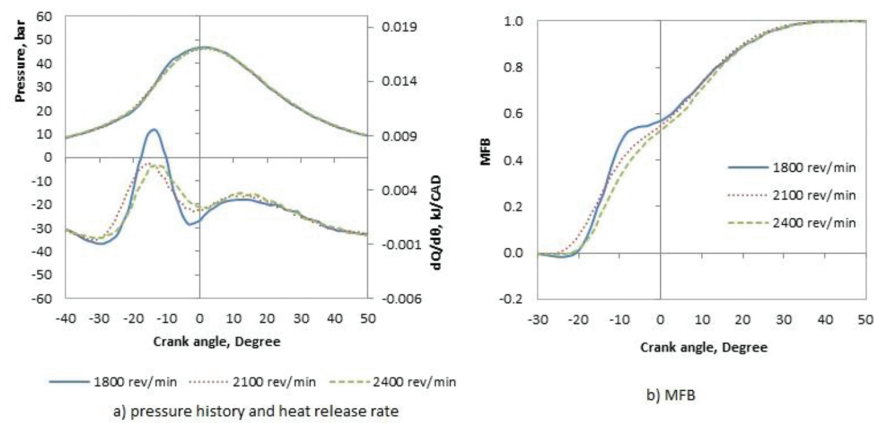 Pressure, bar
60
50
40
30
20
10
0
-10
-20
-30
-40
-50
-60
0.019
0.014
0.009
0.004
-0.001
-0.006
dQ/dθ, kJ/CAD
-40 -30 -20 -10 0 10 20 30 40 50
Crank angle, Degree
1800 rev/min 2100 rev/min 2400 rev/min
a) pressure history and heat release rate
MFB
1.0
0.8
0.6
0.4
0.2
0.0
-0.2
1800 rev/min
2100 rev/min
2400 rev/min
-30 -20 -10 0 10 20 30 40 50
Crank angle, Degree
b) MFB